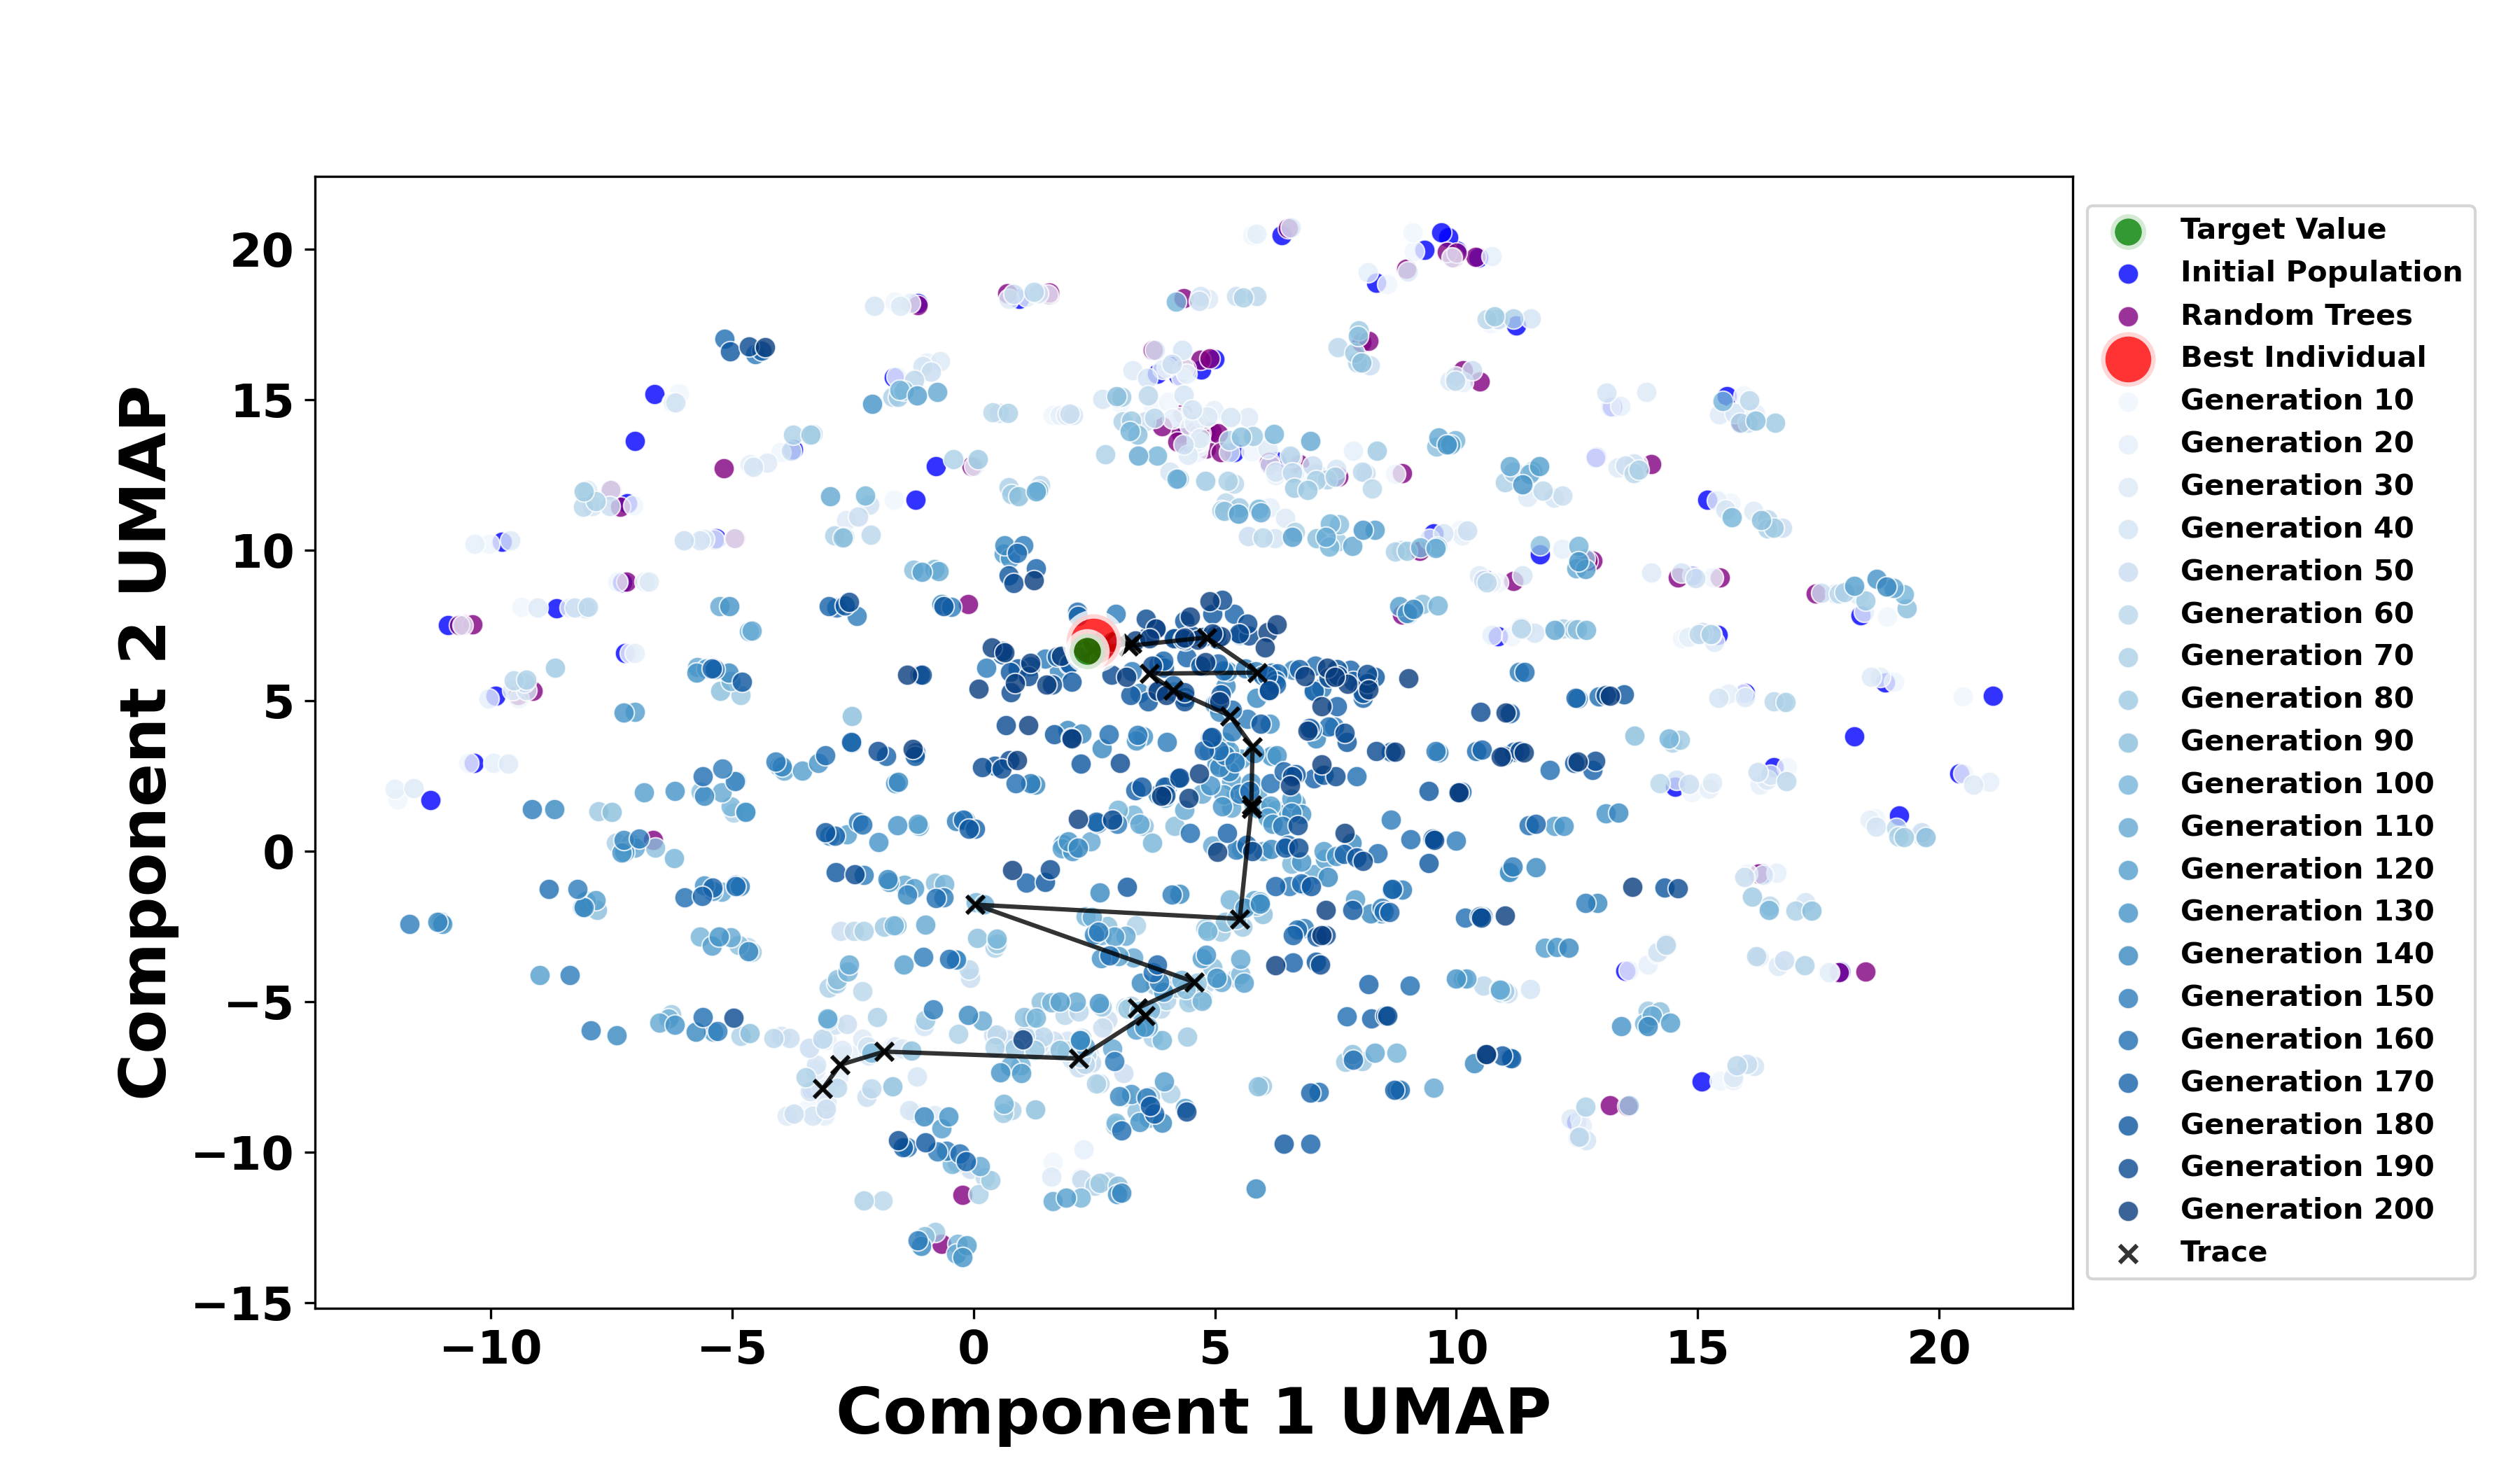 20
15
10
5
0
−5
−10
−15
Component 2 UMAP
−10 −5 0 5 10 15 20
Component 1 UMAP
Target Value
Initial Population
Random Trees
Best Individual
Generation 10
Generation 20
Generation 30
Generation 40
Generation 50
Generation 60
Generation 70
Generation 80
Generation 90
Generation 100
Generation 110
Generation 120
Generation 130
Generation 140
Generation 150
Generation 160
Generation 170
Generation 180
Generation 190
Generation 200
Trace